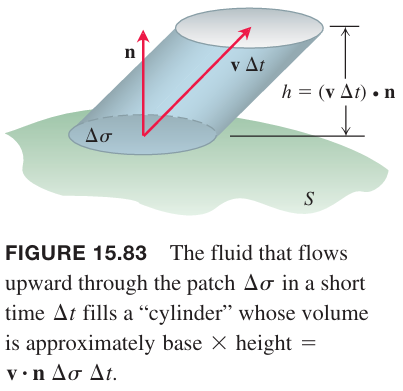 n
v Δt
h = (v Δt) • n
Δσ
S
FIGURE 15.83 The fluid that flows
upward through the patch Δσ in a short
time Δt fills a “cylinder” whose volume
is approximately base × height =
v · n Δσ Δt.